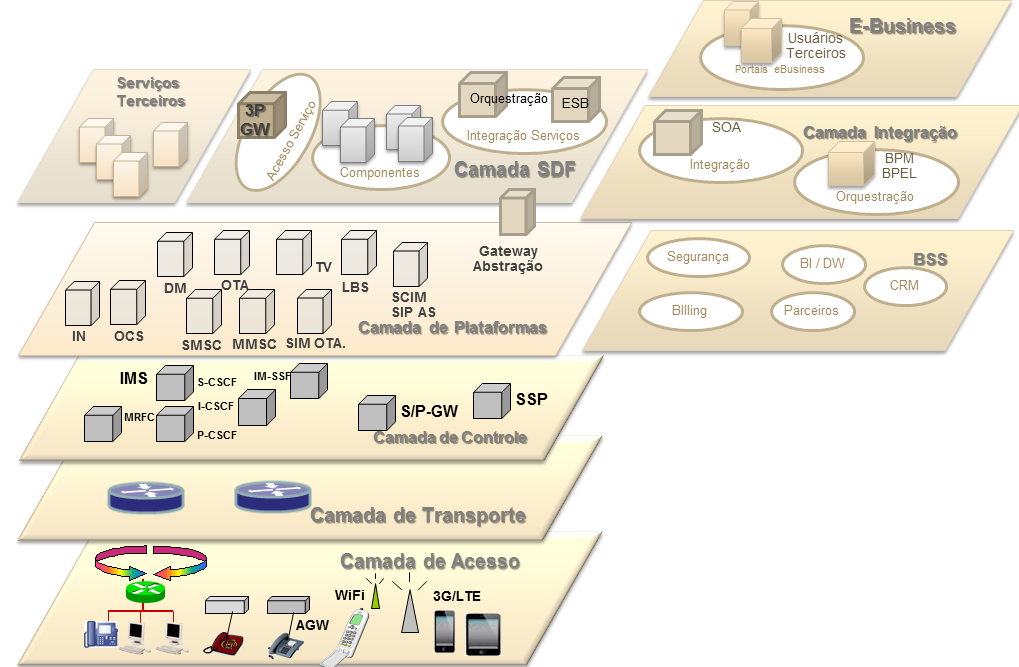 E-Business
Usuários
Terceiros
Portais eBusiness
Serviços
Terceiros
3P
GW
Acesso Serviço
Componentes
Orquestração
ESB
Integração Serviços
Camada SDF
SOA
Integração
Camada Integração
BPM
BPEL
Orquestração
Gateway
Abstração
DM
OTA
TV
LBS
SCIM
SIP AS
IN
OCS
SMSC
MMSC
SIM OTA.
Camada de Plataformas
Segurança
BI / DW
BSS
CRM
BIlling
Parceiros
IMS
S-CSCF
IM-SSF
I-CSCF
MRFC
P-CSCF
S/P-GW
SSP
Camada de Controle
Camada de Transporte
Camada de Acesso
WiFi
3G/LTE
AGW